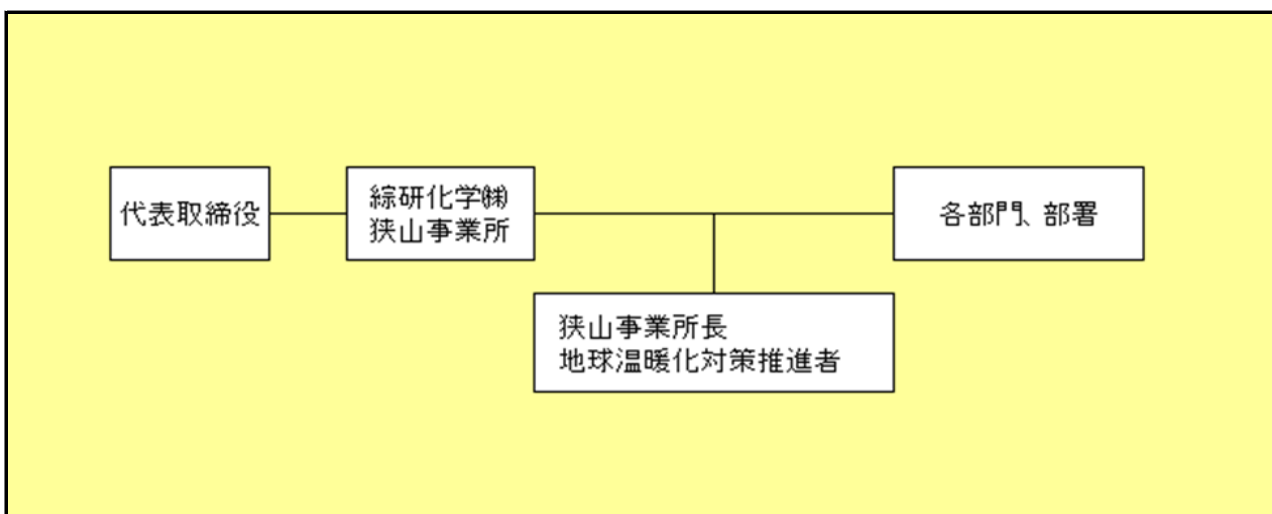 代表取締役
綜研化学㈱
狭山事業所
各部門、部署
狭山事業所長
地球温暖化対策推進者